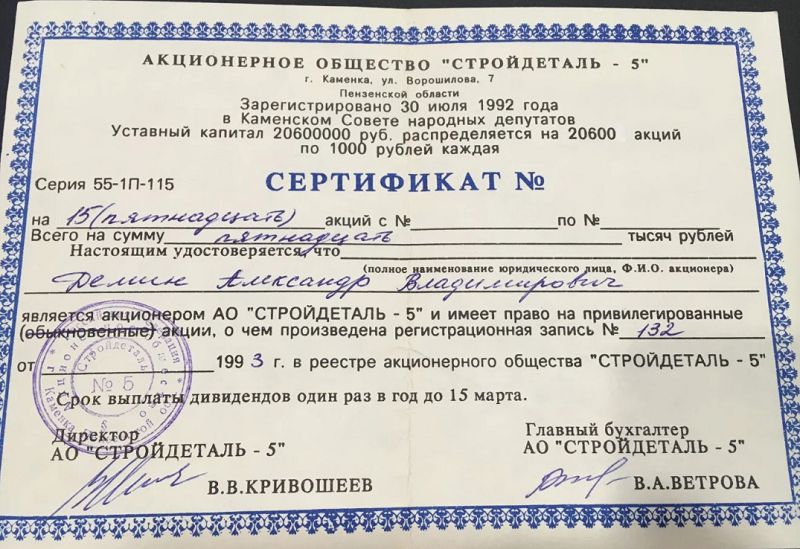 АКЦИОНЕРНОЕ ОБЩЕСТВО "СТРОЙДЕТАЛЬ - 5"
г. Каменка, ул. Ворошилова, 7
Пензенской области
Зарегистрировано 30 июля 1992 года
в Каменском Совете народных депутатов
Уставный капитал 20600000 руб. распределяется на 20600 акций
по 1000 рублей каждая
Серия 55-1П-115 СЕРТИФИКАТ №
на 15 (пятнадцать) акций с № по №
Всего на сумму пятнадцать тысяч рублей
Настоящим удостоверяется, что
(полное наименование юридического лица, Ф.И.О. акционера)
Демин Александр Владимирович
является акционером АО "СТРОЙДЕТАЛЬ - 5" и имеет право на привилегированные
(обыкновенные) акции, о чем произведена регистрационная запись № 132
от 1993 г. в реестре акционерного общества "СТРОЙДЕТАЛЬ - 5"
Стройдеталь
№ 5
Каменка
Срок выплаты дивидендов один раз в год до 15 марта.
Директор
АО "СТРОЙДЕТАЛЬ - 5"
В.В.КРИВОШЕЕВ
Главный бухгалтер
АО "СТРОЙДЕТАЛЬ - 5"
В.А.ВЕТРОВА